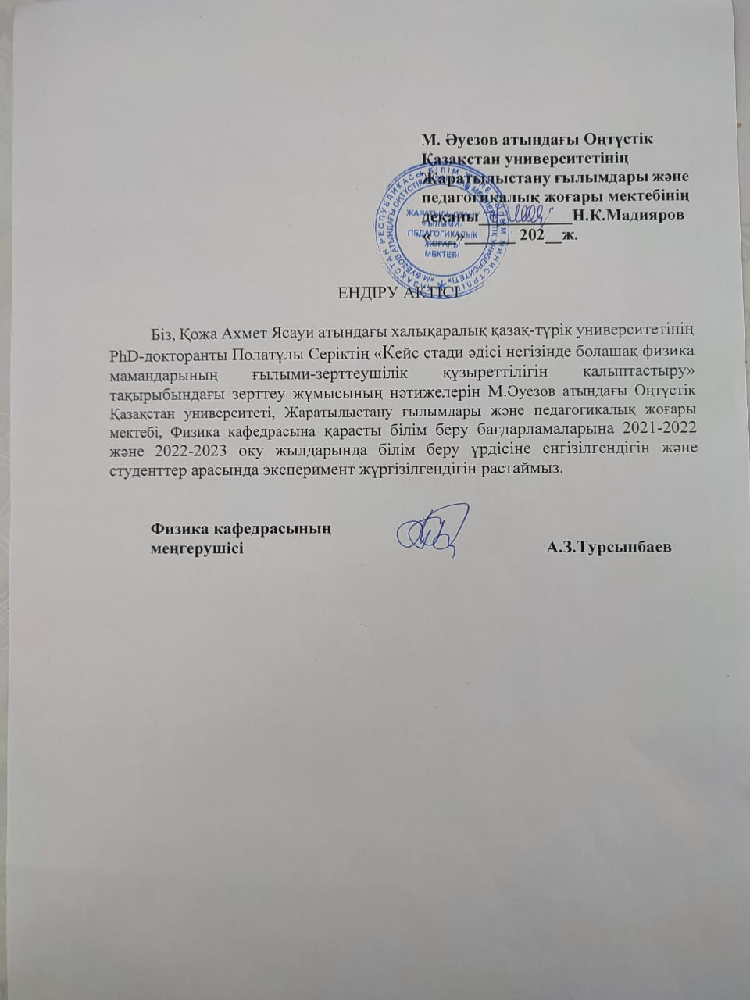 М. Әуезов атындағы Оңтүстік
Қазақстан университетінің
Жаратылыстану ғылымдары және
педагогикалық жоғары мектебінің
деканы___________Н.К.Мадияров
«___»______ 202__ж.
ЖАРАТЫЛЫСТАНУ
ҒЫЛЫМИ-
ПЕДАГОГИКАЛЫҚ
ЖОҒАРЫ
МЕКТЕБІ
ЕНДІРУ АКТІСІ
Біз, Қожа Ахмет Ясауи атындағы халықаралық қазақ-түрік университетінің
PhD-докторанты Полатұлы Серіктің «Кейс стади әдісі негізінде болашақ физика
мамандарының ғылыми-зерттеушілік құзыреттілігін қалыптастыру»
тақырыбындағы зерттеу жұмысының нәтижелерін М.Әуезов атындағы Оңтүстік
Қазақстан университеті, Жаратылыстану ғылымдары және педагогикалық жоғары
мектебі, Физика кафедрасына қарасты білім беру бағдарламаларына 2021-2022
және 2022-2023 оқу жылдарында білім беру үрдісіне енгізілгендігін және
студенттер арасында эксперимент жүргізілгендігін растаймыз.
Физика кафедрасының
меңгерушісі
А.З.Турсынбаев